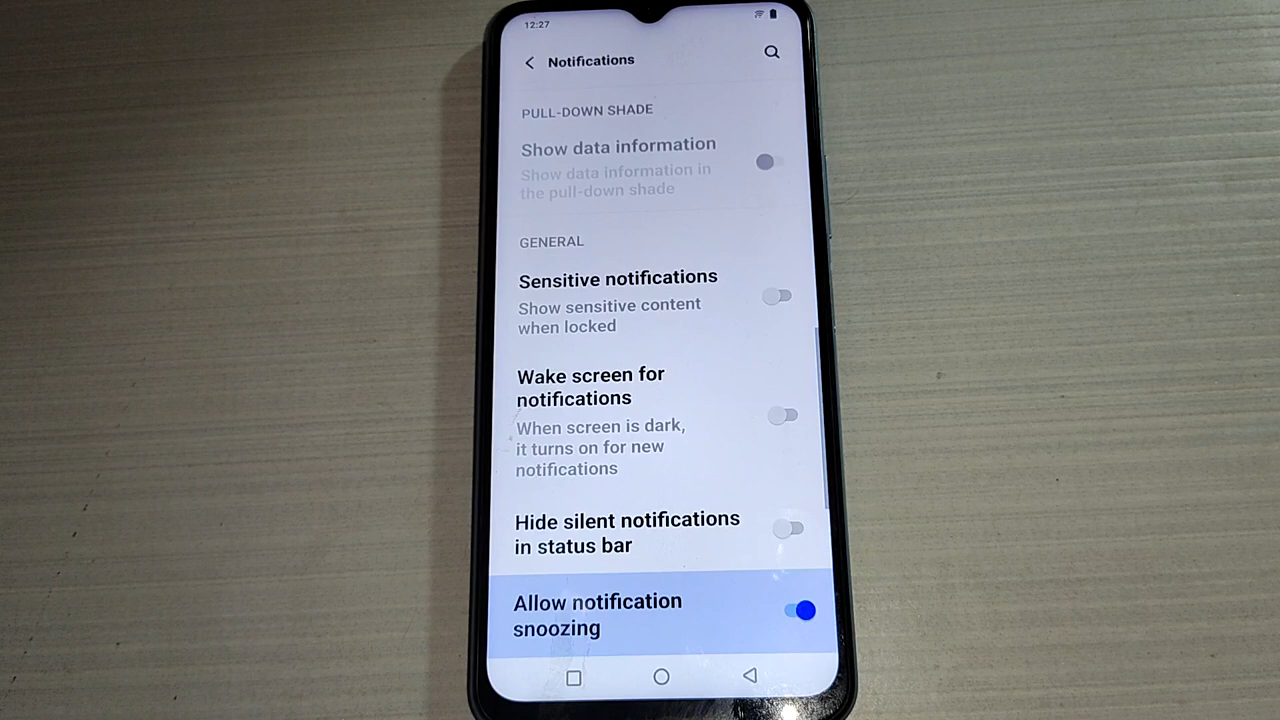 12:27
Notifications
PULL-DOWN SHADE
Show data information
Show data information in
the pull-down shade
GENERAL
Sensitive notifications
Show sensitive content
when locked
Wake screen for
notifications
When screen is dark,
it turns on for new
notifications
Hide silent notifications
in status bar
Allow notification
snoozing